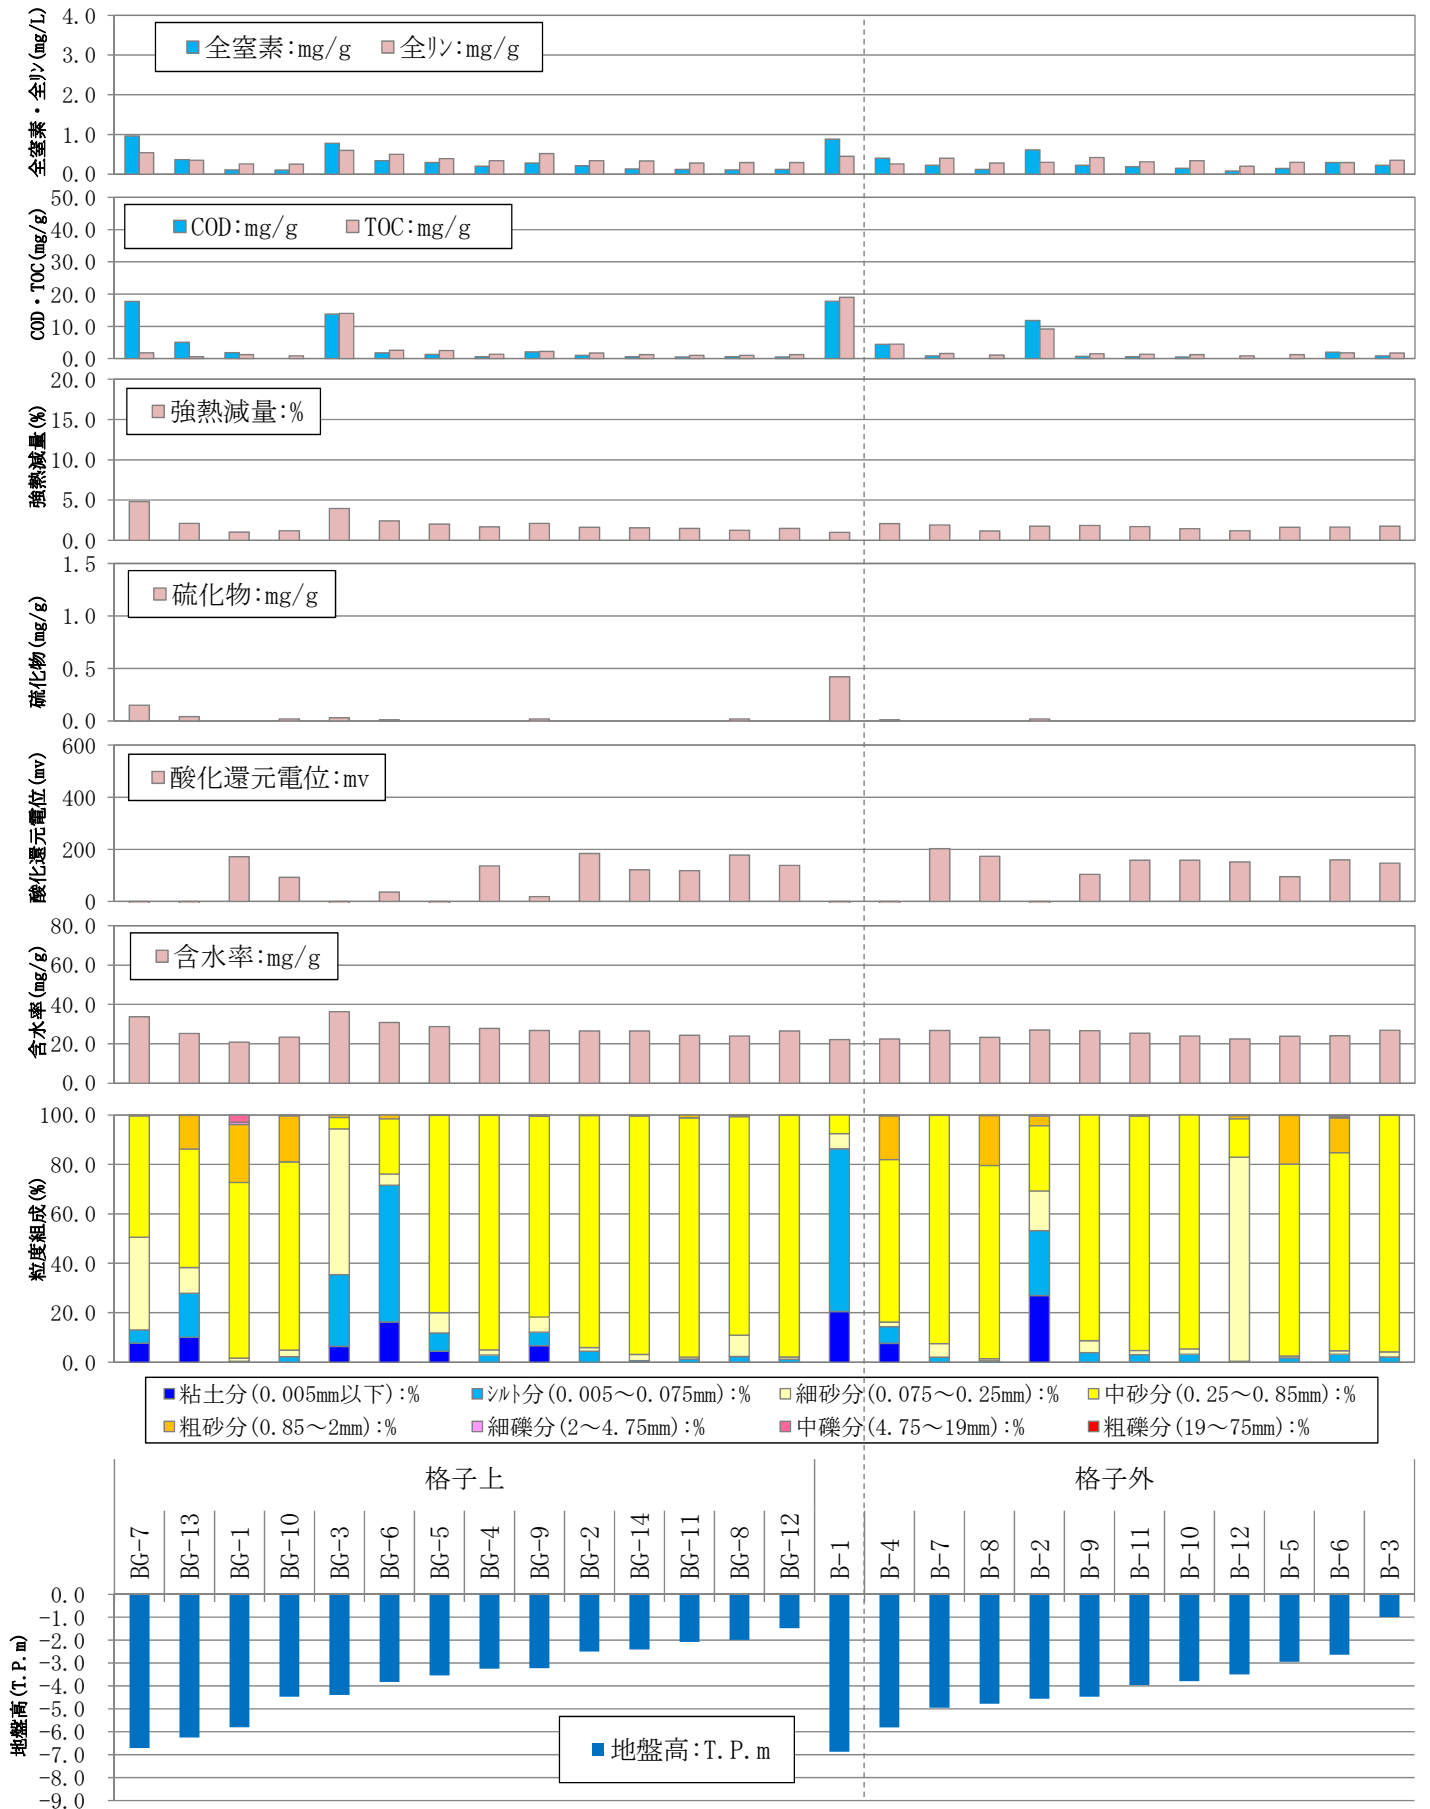 全窒素・全リン(mg/L)
4.0
3.0
2.0
1.0
0.0
全窒素:mg/g 全リン:mg/g
COD・TOC(mg/g)
50.0
40.0
30.0
20.0
10.0
0.0
COD:mg/g TOC:mg/g
強熱減量(%)
20.0
15.0
10.0
5.0
0.0
強熱減量:%
硫化物(mg/g)
1.5
1.0
0.5
0.0
硫化物:mg/g
酸化還元電位(mv)
600
400
200
0
酸化還元電位:mv
含水率(mg/g)
80.0
60.0
40.0
20.0
0.0
含水率:mg/g
粒度組成(%)
100.0
80.0
60.0
40.0
20.0
0.0
粘土分(0.005mm以下):% シルト分(0.005～0.075mm):% 細砂分(0.075～0.25mm):% 中砂分(0.25～0.85mm):%
粗砂分(0.85～2mm):% 細礫分(2～4.75mm):% 中礫分(4.75～19mm):% 粗礫分(19～75mm):%
格子上 格子外
BG-7 BG-13 BG-1 BG-10 BG-3 BG-6 BG-5 BG-4 BG-9 BG-2 BG-14 BG-11 BG-8 BG-12 B-1 B-4 B-7 B-8 B-2 B-9 B-11 B-10 B-12 B-5 B-6 B-3
地盤高(T.P.m)
0.0
-1.0
-2.0
-3.0
-4.0
-5.0
-6.0
-7.0
-8.0
-9.0
地盤高:T.P.m